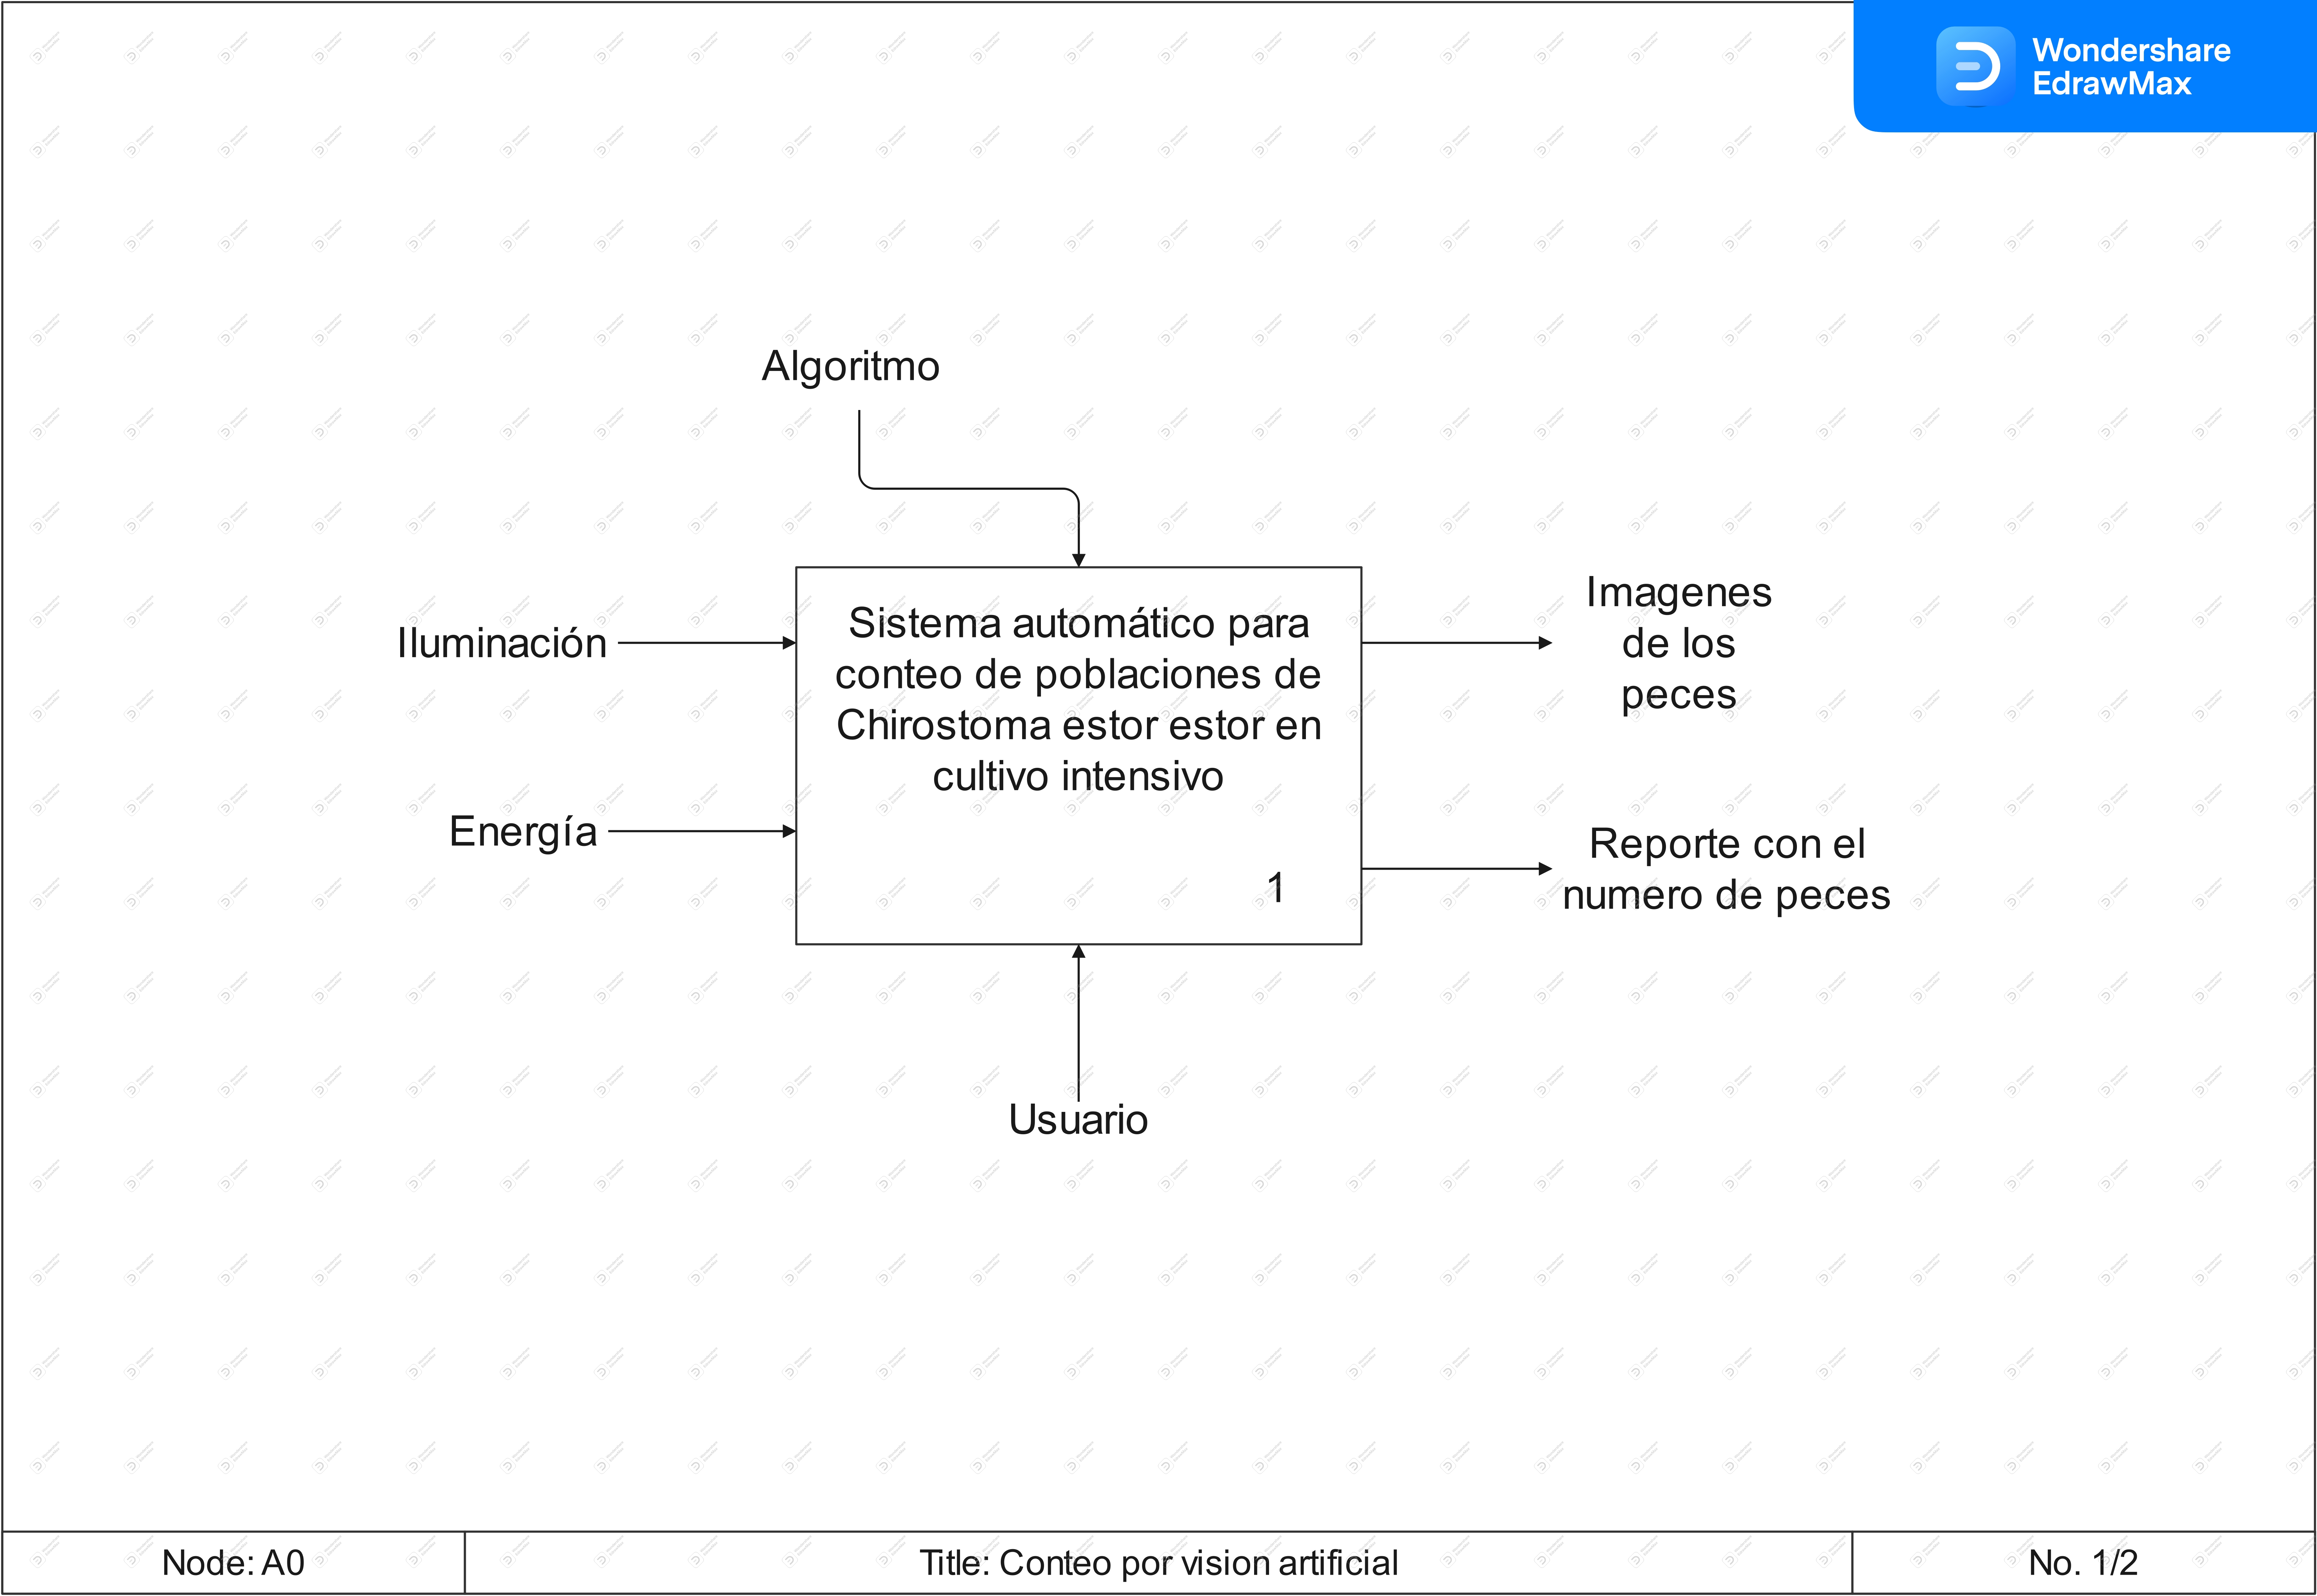 Wondershare
EdrawMax
Algoritmo
Iluminación
Energía
Sistema automático para
conteo de poblaciones de
Chirostoma estor estor en
cultivo intensivo
1
Imagenes
de los
peces
Reporte con el
numero de peces
Usuario
Node: A0
Title: Conteo por vision artificial
No. 1/2